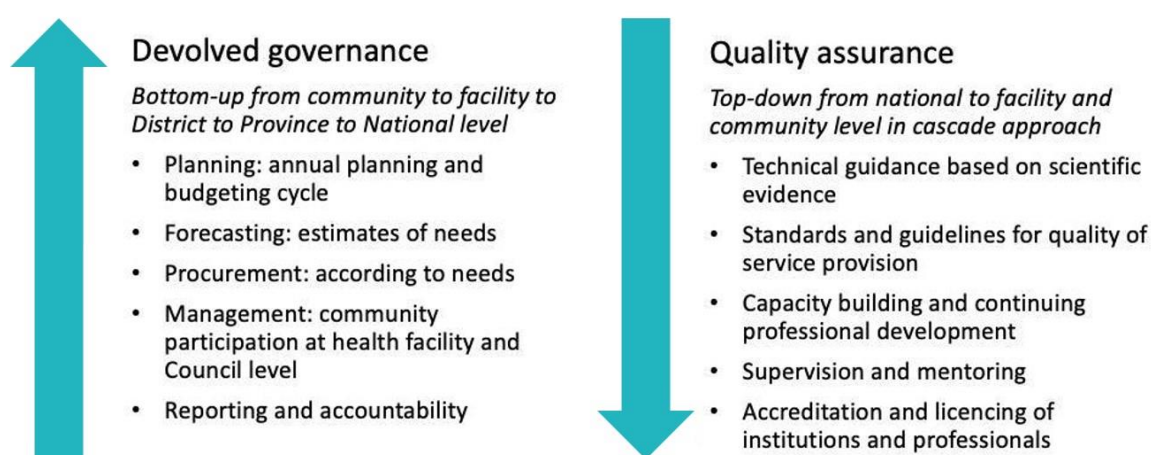 Devolved governance
Bottom-up from community to facility to
District to Province to National level
• Planning: annual planning and
budgeting cycle
• Forecasting: estimates of needs
• Procurement: according to needs
• Management: community
participation at health facility and
Council level
• Reporting and accountability
Quality assurance
Top-down from national to facility and
community level in cascade approach
• Technical guidance based on scientific
evidence
• Standards and guidelines for quality of
service provision
• Capacity building and continuing
professional development
• Supervision and mentoring
• Accreditation and licencing of
institutions and professionals